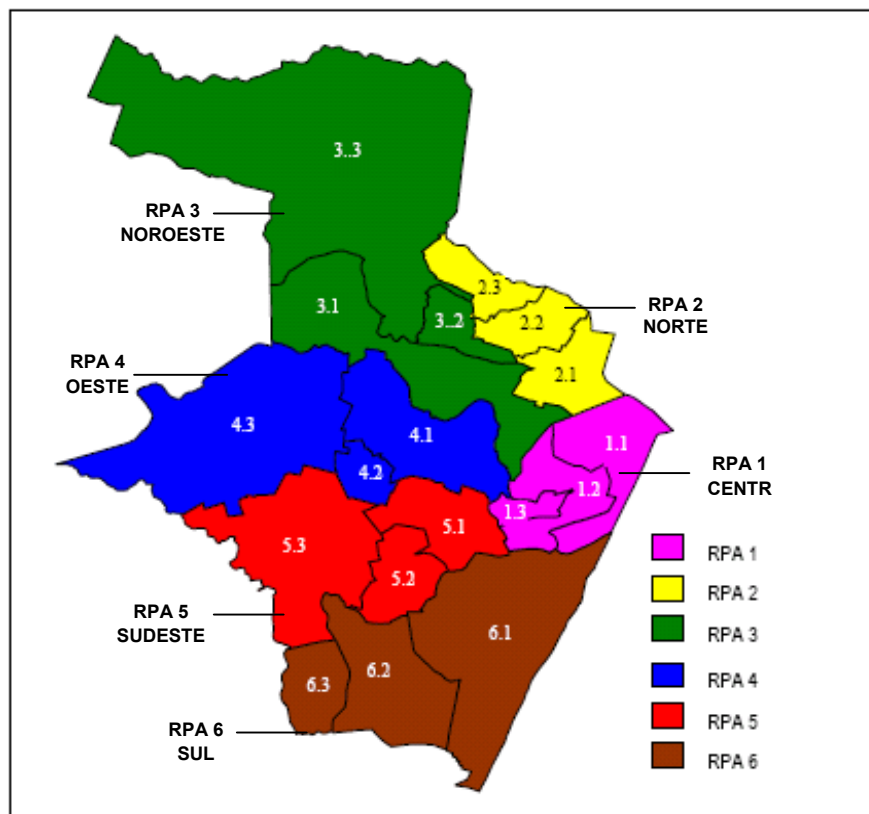 3..3
RPA 3
NOROESTE
2.3
3.1
3..2
2.2
RPA 2
NORTE
RPA 4
OESTE
2.1
4.3
4.1
1.1
4.2
1.2
RPA 1
CENTR
1.3
5.1
5.3
5.2
RPA 1
RPA 2
RPA 5
SUDESTE
6.1
RPA 3
6.2
6.3
RPA 4
RPA 6
SUL
RPA 5
RPA 6